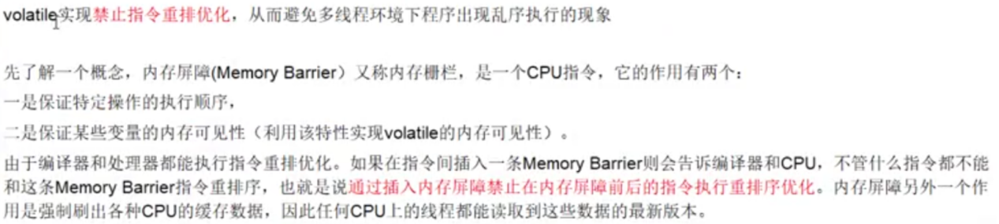 volatile实现禁止指令重排优化，从而避免多线程环境下程序出现乱序执行的现象
先了解一个概念，内存屏障(Memory Barrier）又称内存栅栏，是一个CPU指令，它的作用有两个：
一是保证特定操作的执行顺序，
二是保证某些变量的内存可见性（利用该特性实现volatile的内存可见性）。
由于编译器和处理器都能执行指令重排优化。如果在指令间插入一条Memory Barrier则会告诉编译器和CPU，不管什么指令都不能
和这条Memory Barrier指令重排序，也就是说通过插入内存屏障禁止在内存屏障前后的指令执行重排序优化。内存屏障另外一个作
用是强制刷出各种CPU的缓存数据，因此任何CPU上的线程都能读取到这些数据的最新版本。